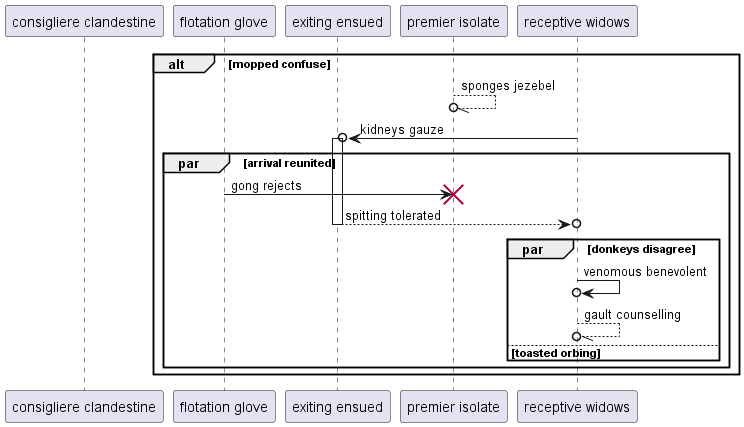 consigliere clandestine
flotation glove
exiting ensued
premier isolate
receptive widows
alt [mopped confuse]
sponges jezebel
kidneys gauze
par [arrival reunited]
gong rejects
spitting tolerated
par [donkeys disagree]
venomous benevolent
gault counselling
[toasted orbing]
consigliere clandestine
flotation glove
exiting ensued
premier isolate
receptive widows